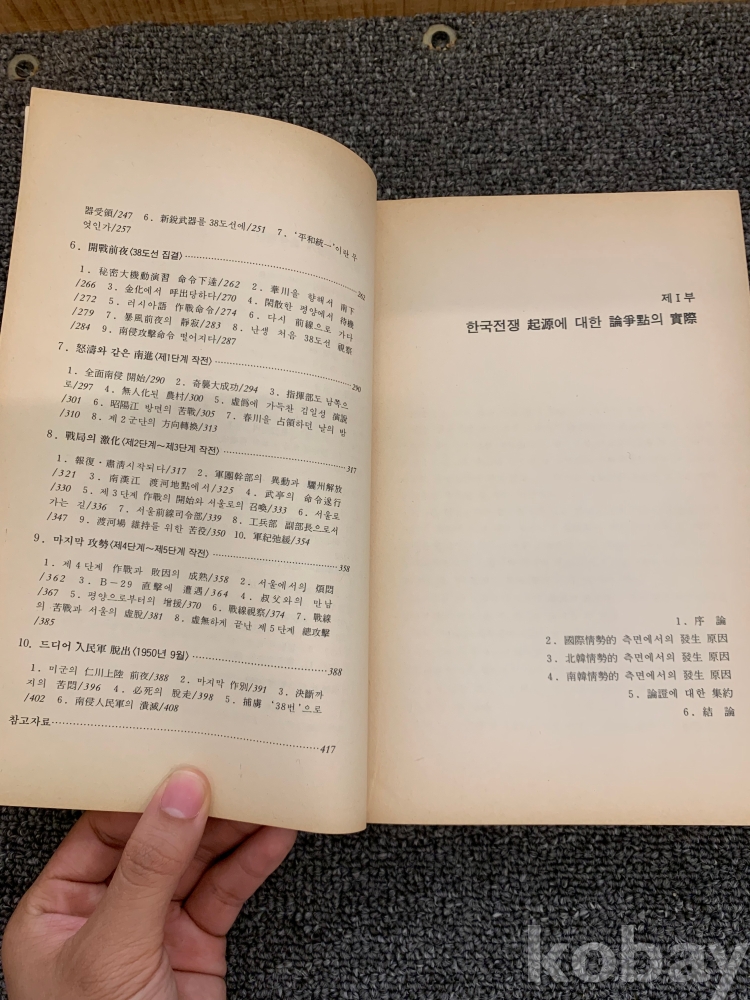 器受領/247 6. 新銳武器를 38도선에/251 7. '平和統一'이란 무
엇인가/257
6. 開戰前夜〈38도선 집결〉 261
1. 秘密大機動演習 命令下達/262 2. 華川을 향해서 南下
/266 3. 金化에서 呼出당하다/270 4. 閑散한 평양에서 待機
/272 5. 러시아語 作戰命令/274 6. 다시 前線으로 가다
/279 7. 暴風前夜의 靜寂/283 8. 난생 처음 38도선 視察
/284 9. 南侵攻擊命令 떨어지다/287
7. 怒濤와 같은 南進〈제1단계 작전〉 290
1. 全面南侵 開始/290 2. 奇襲大成功/294 3. 指揮部도 남쪽으
로/297 4. 無人化된 農村/300 5. 虛僞에 가득찬 김일성 演說
/301 6. 昭陽江 방면의 苦戰/305 7. 春川을 占領하던 날의 밤
/310 8. 제2군단의 方向轉換/313
8. 戰局의 激化〈제2단계~제3단계 작전〉 317
1. 報復·肅淸시작되다/317 2. 軍團幹部의 異動과 驪州解放
/321 3. 南漢江 渡河地點에서/325 4. 武亭의 命令遂行
/330 5. 제3단계 作戰의 開始와 서울로의 召喚/333 6. 서울로
가는 길/336 7. 서울前線司令部/339 8. 工兵部 副部長으로서
/347 9. 渡河場 維持를 위한 苦役/350 10. 軍紀弛緩/354
9. 마지막 攻勢〈제4단계~제5단계 작전〉 358
1. 제4단계 作戰과 敗因의 成熟/358 2. 서울에서의 煩悶
/362 3. B-29 直擊에 遭遇/364 4. 叔父와의 만남
/367 5. 평양으로부터의 增援/370 6. 戰線視察/374 7. 戰線
의 苦戰과 서울의 虛脫/381 8. 虛無하게 끝난 제5단계 總攻擊
/385
10. 드디어 人民軍 脫出〈1950년 9월〉 388
1. 미군의 仁川上陸 前夜/388 2. 마지막 作別/391 3. 決斷까
지의 苦悶/396 4. 必死의 脫走/398 5. 捕虜 '38번'으로
/402 6. 南侵人民軍의 潰滅/408
참고자료 417
제Ⅰ부
한국전쟁 起源에 대한 論爭點의 實際
1. 序 論
2. 國際情勢的 측면에서의 發生 原因
3. 北韓情勢的 측면에서의 發生 原因
4. 南韓情勢的 측면에서의 發生 原因
5. 論證에 대한 集約
6. 結 論
kobay